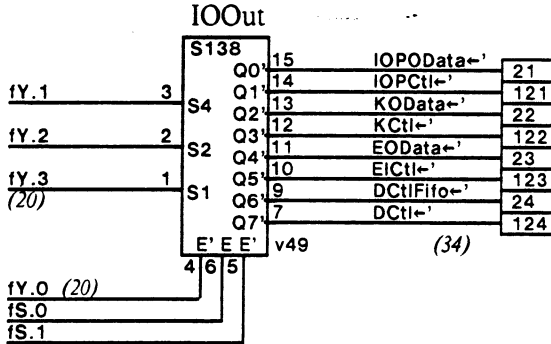 IOOut
S138
Q0' 15 IOPOData←' 21
Q1' 14 IOPCtl←' 121
fY.1 3 S4 Q2' 13 KOData←' 22
Q3' 12 KCtl←' 122
fY.2 2 S2 Q4' 11 EOData←' 23
Q5' 10 EICtl←' 123
fY.3 1 S1 Q6' 9 DCtlFifo←' 24
(20) Q7' 7 DCtl←' 124
E' E E' v49 (34)
4 6 5
fY.0 (20)
fS.0
fS.1